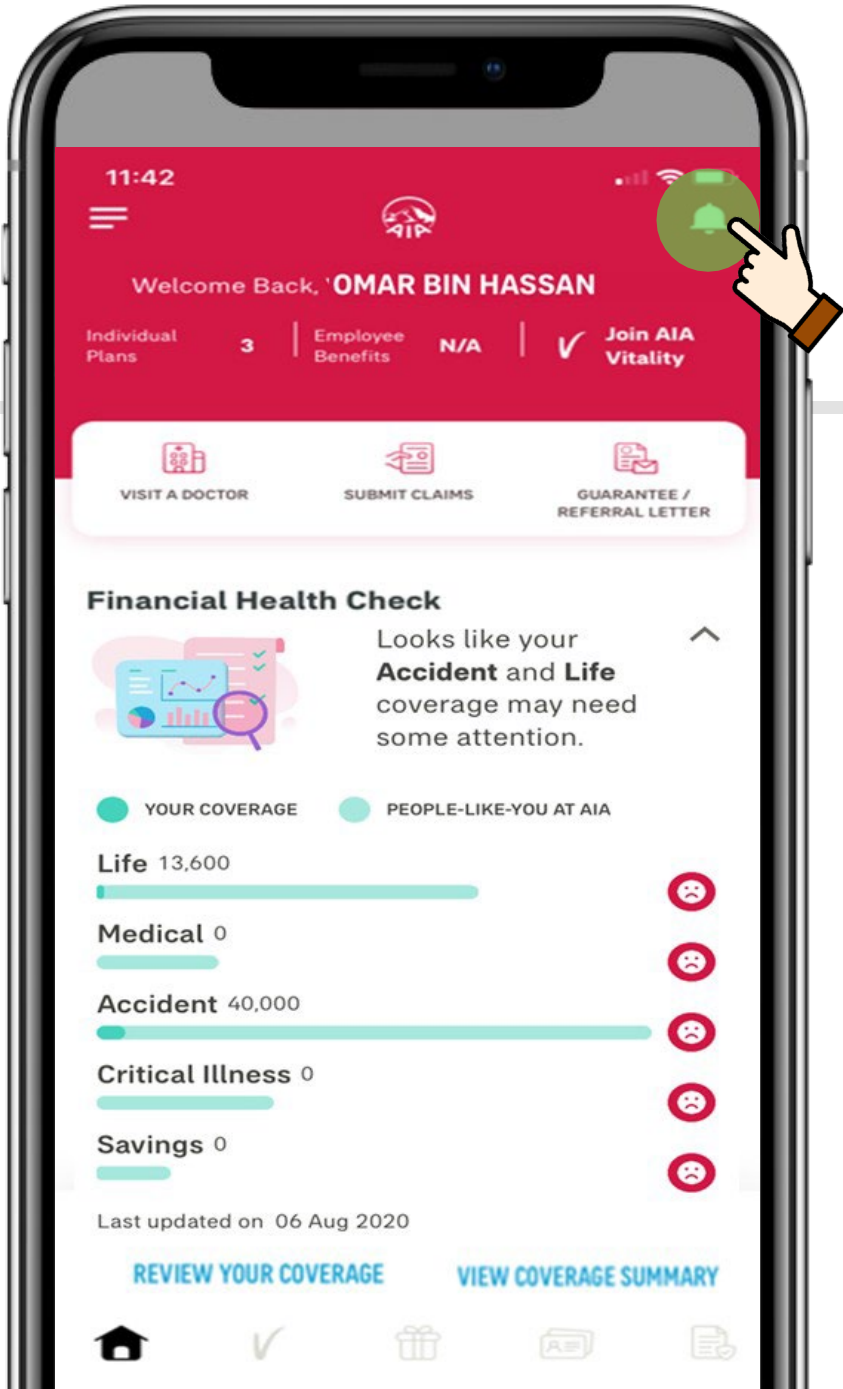 11:42
AIA
Welcome Back, 'OMAR BIN HASSAN
Individual Plans 3 Employee Benefits N/A Join AIA Vitality
VISIT A DOCTOR
SUBMIT CLAIMS
GUARANTEE /
REFERRAL LETTER
Financial Health Check
Looks like your
Accident and Life
coverage may need
some attention.
YOUR COVERAGE PEOPLE-LIKE-YOU AT AIA
Life 13,600
Medical 0
Accident 40,000
Critical Illness 0
Savings 0
Last updated on 06 Aug 2020
REVIEW YOUR COVERAGE VIEW COVERAGE SUMMARY